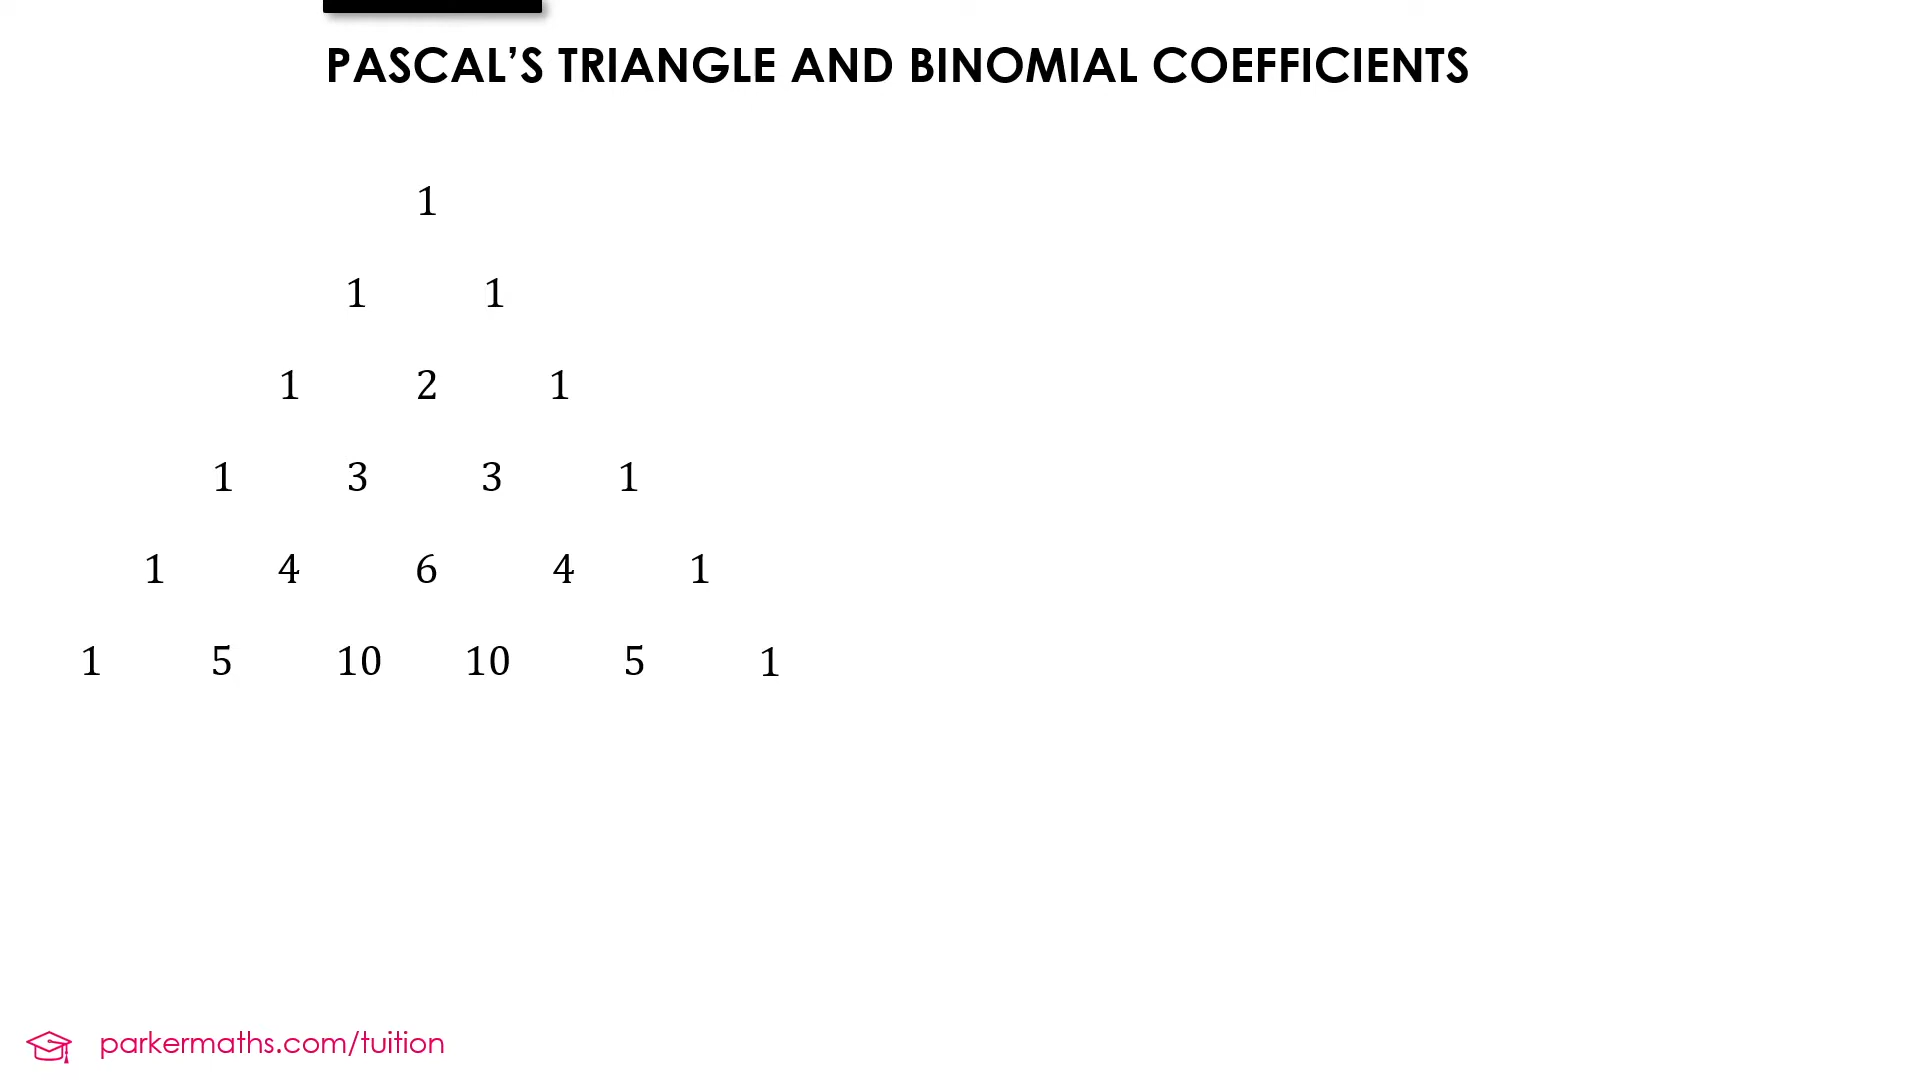 PASCAL’S TRIANGLE AND BINOMIAL COEFFICIENTS
1
1 1
1 2 1
1 3 3 1
1 4 6 4 1
1 5 10 10 5 1
parkermaths.com/tuition